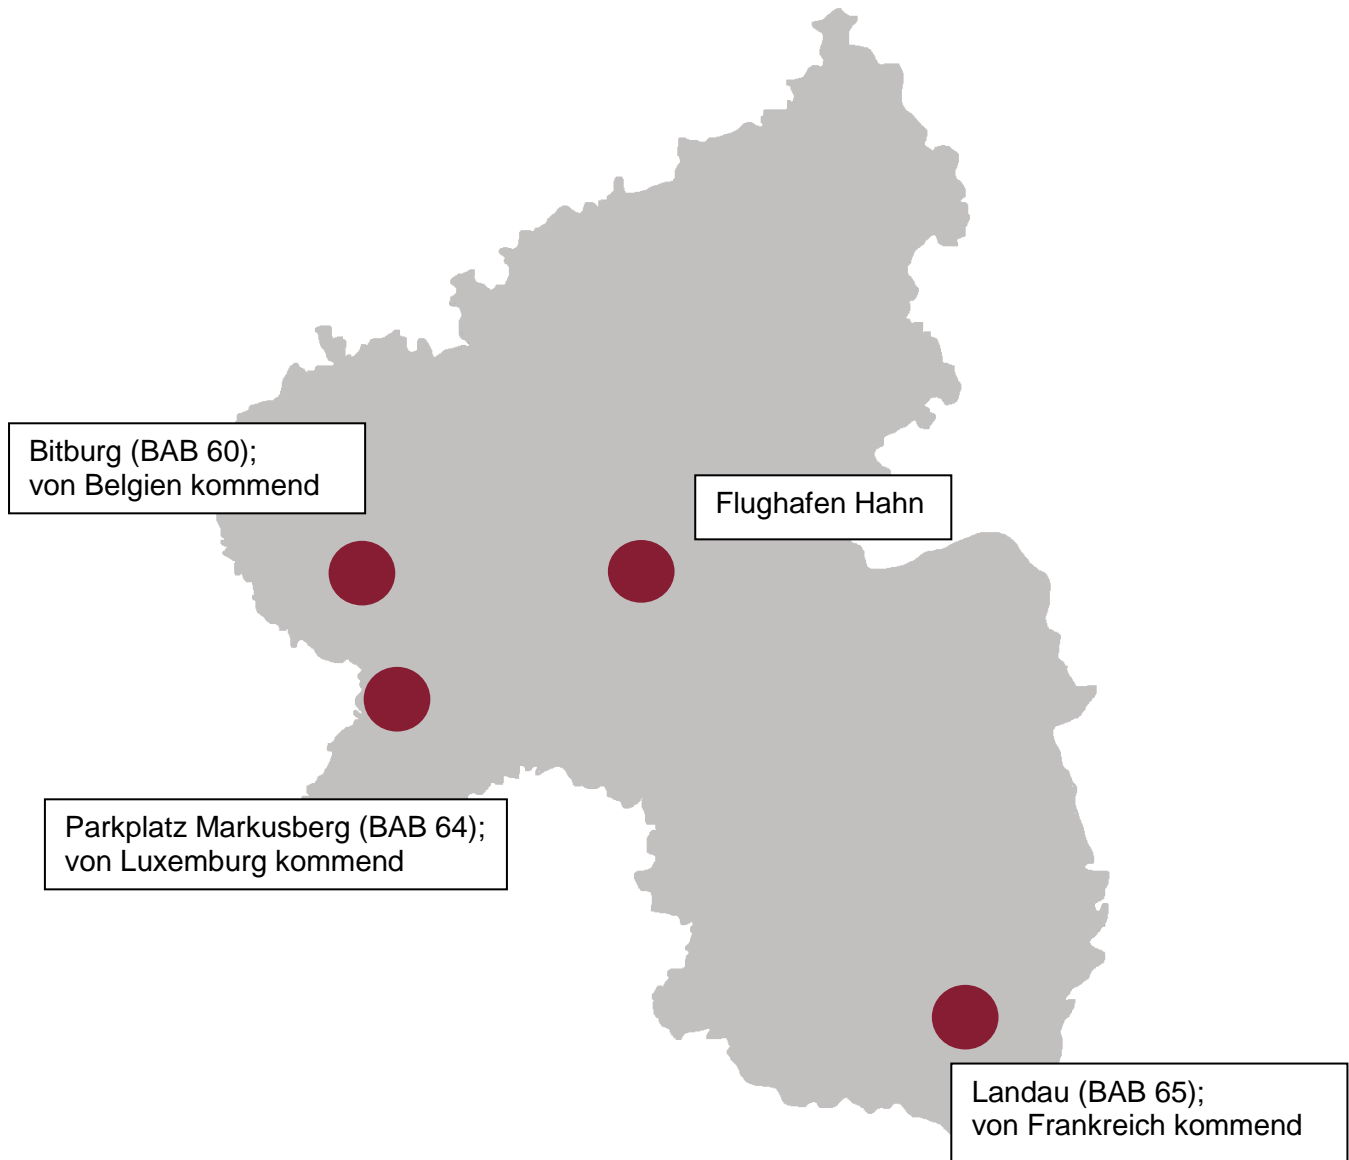 Bitburg (BAB 60);
von Belgien kommend
Flughafen Hahn
Parkplatz Markusberg (BAB 64);
von Luxemburg kommend
Landau (BAB 65);
von Frankreich kommend